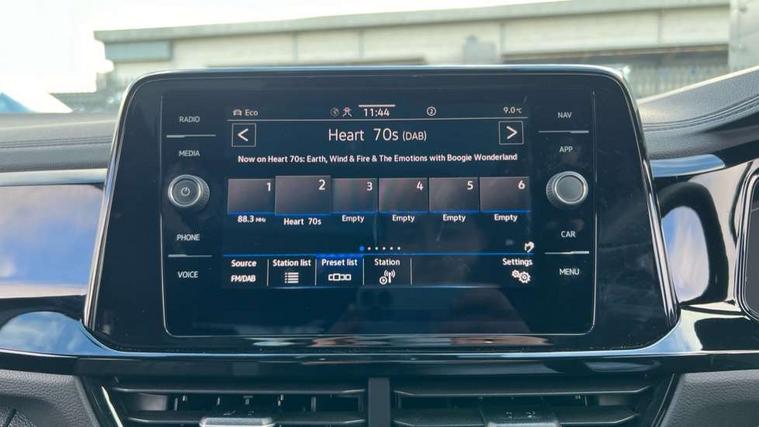 RADIO
MEDIA
PHONE
VOICE
Eco
11:44
9.0°C
Heart 70s (DAB)
Now on Heart 70s: Earth, Wind & Fire & The Emotions with Boogie Wonderland
1 2 3 4 5 6
88.3 MHz Heart 70s Empty Empty Empty Empty
Source Station list Preset list Station Settings
FM/DAB
NAV
APP
CAR
MENU